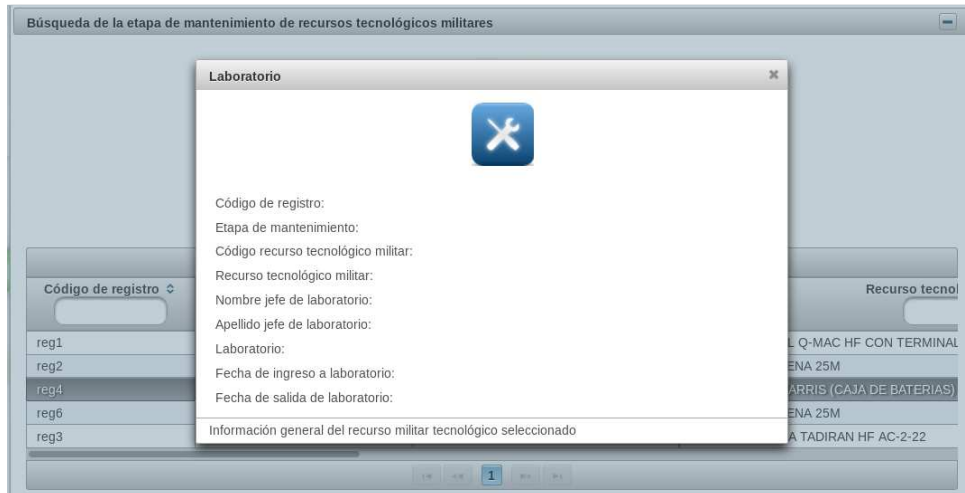 Búsqueda de la etapa de mantenimiento de recursos tecnológicos militares
Laboratorio
Código de registro:
Etapa de mantenimiento:
Código recurso tecnológico militar:
Recurso tecnológico militar:
Nombre jefe de laboratorio:
Apellido jefe de laboratorio:
Laboratorio:
Fecha de ingreso a laboratorio:
Fecha de salida de laboratorio:
Información general del recurso militar tecnológico seleccionado
Código de registro Recurso tecnol
reg1 L Q-MAC HF CON TERMINAL
reg2 ENA 25M
reg4 ARRIS (CAJA DE BATERIAS)
reg6 ENA 25M
reg3 A TADIRAN HF AC-2-22
1